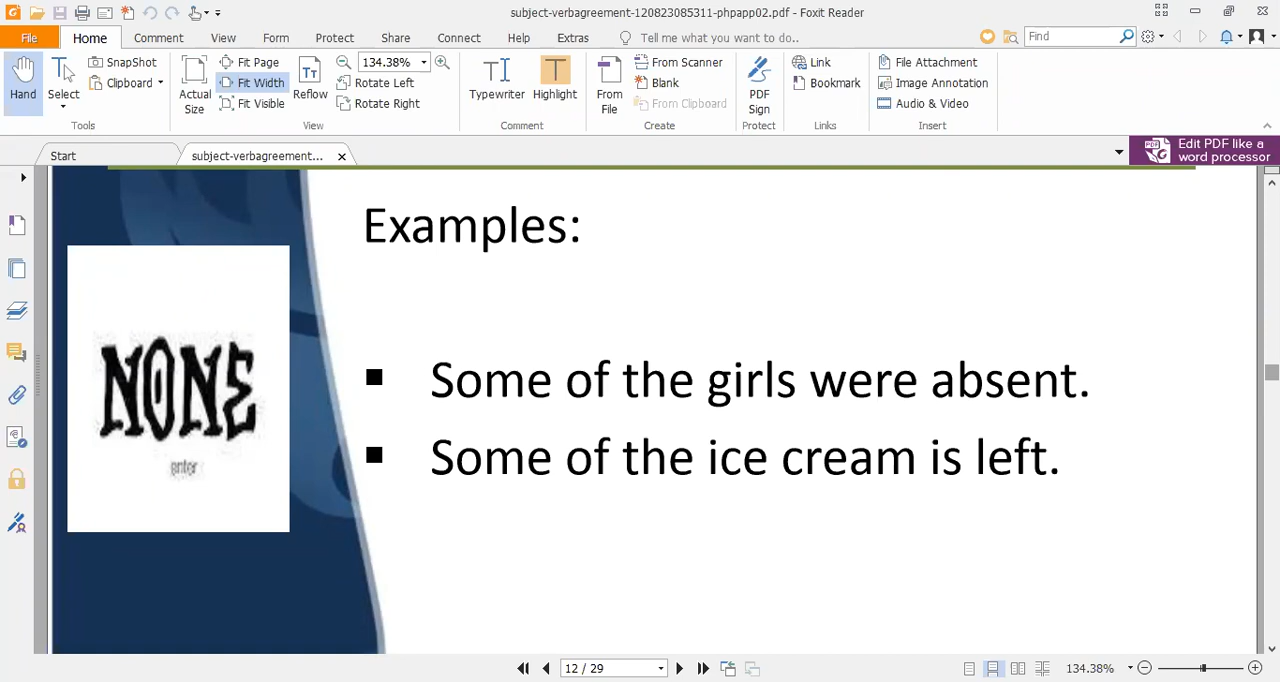 subject-verbagreement-120823085311-phpapp02.pdf - Foxit Reader
File Home Comment View Form Protect Share Connect Help Extras Tell me what you want to do.. Find
Hand
Select
SnapShot
Clipboard
Tools
Actual Size
Fit Page
Fit Width
Fit Visible
Reflow
134.38%
Rotate Left
Rotate Right
View
Typewriter
Highlight
Comment
From File
From Scanner
Blank
From Clipboard
Create
PDF Sign
Protect
Link
Bookmark
Links
File Attachment
Image Annotation
Audio & Video
Insert
Start
subject-verbagreement...
Edit PDF like a
word processor
Examples:
NONE
enter
▪ Some of the girls were absent.
▪ Some of the ice cream is left.
12 / 29
134.38%